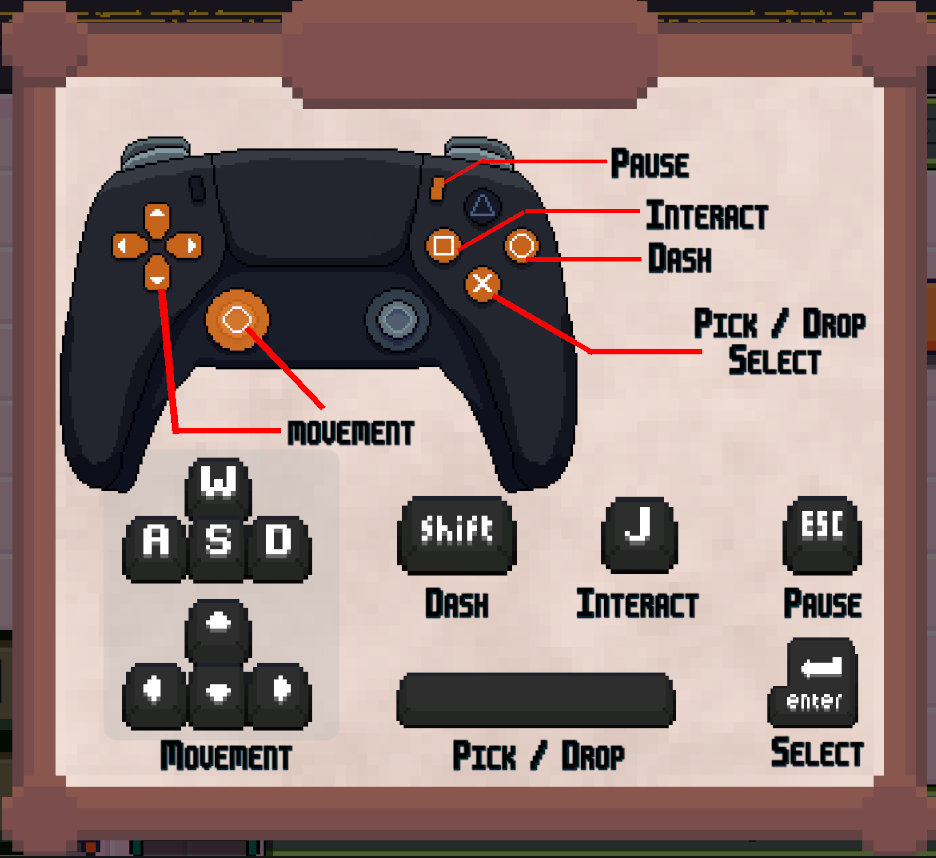 PAUSE
INTERACT
DASH
PICK / DROP
SELECT
MOVEMENT
W
A S D
Shift
J
ESC
DASH
INTERACT
PAUSE
enter
MOVEMENT
PICK / DROP
SELECT